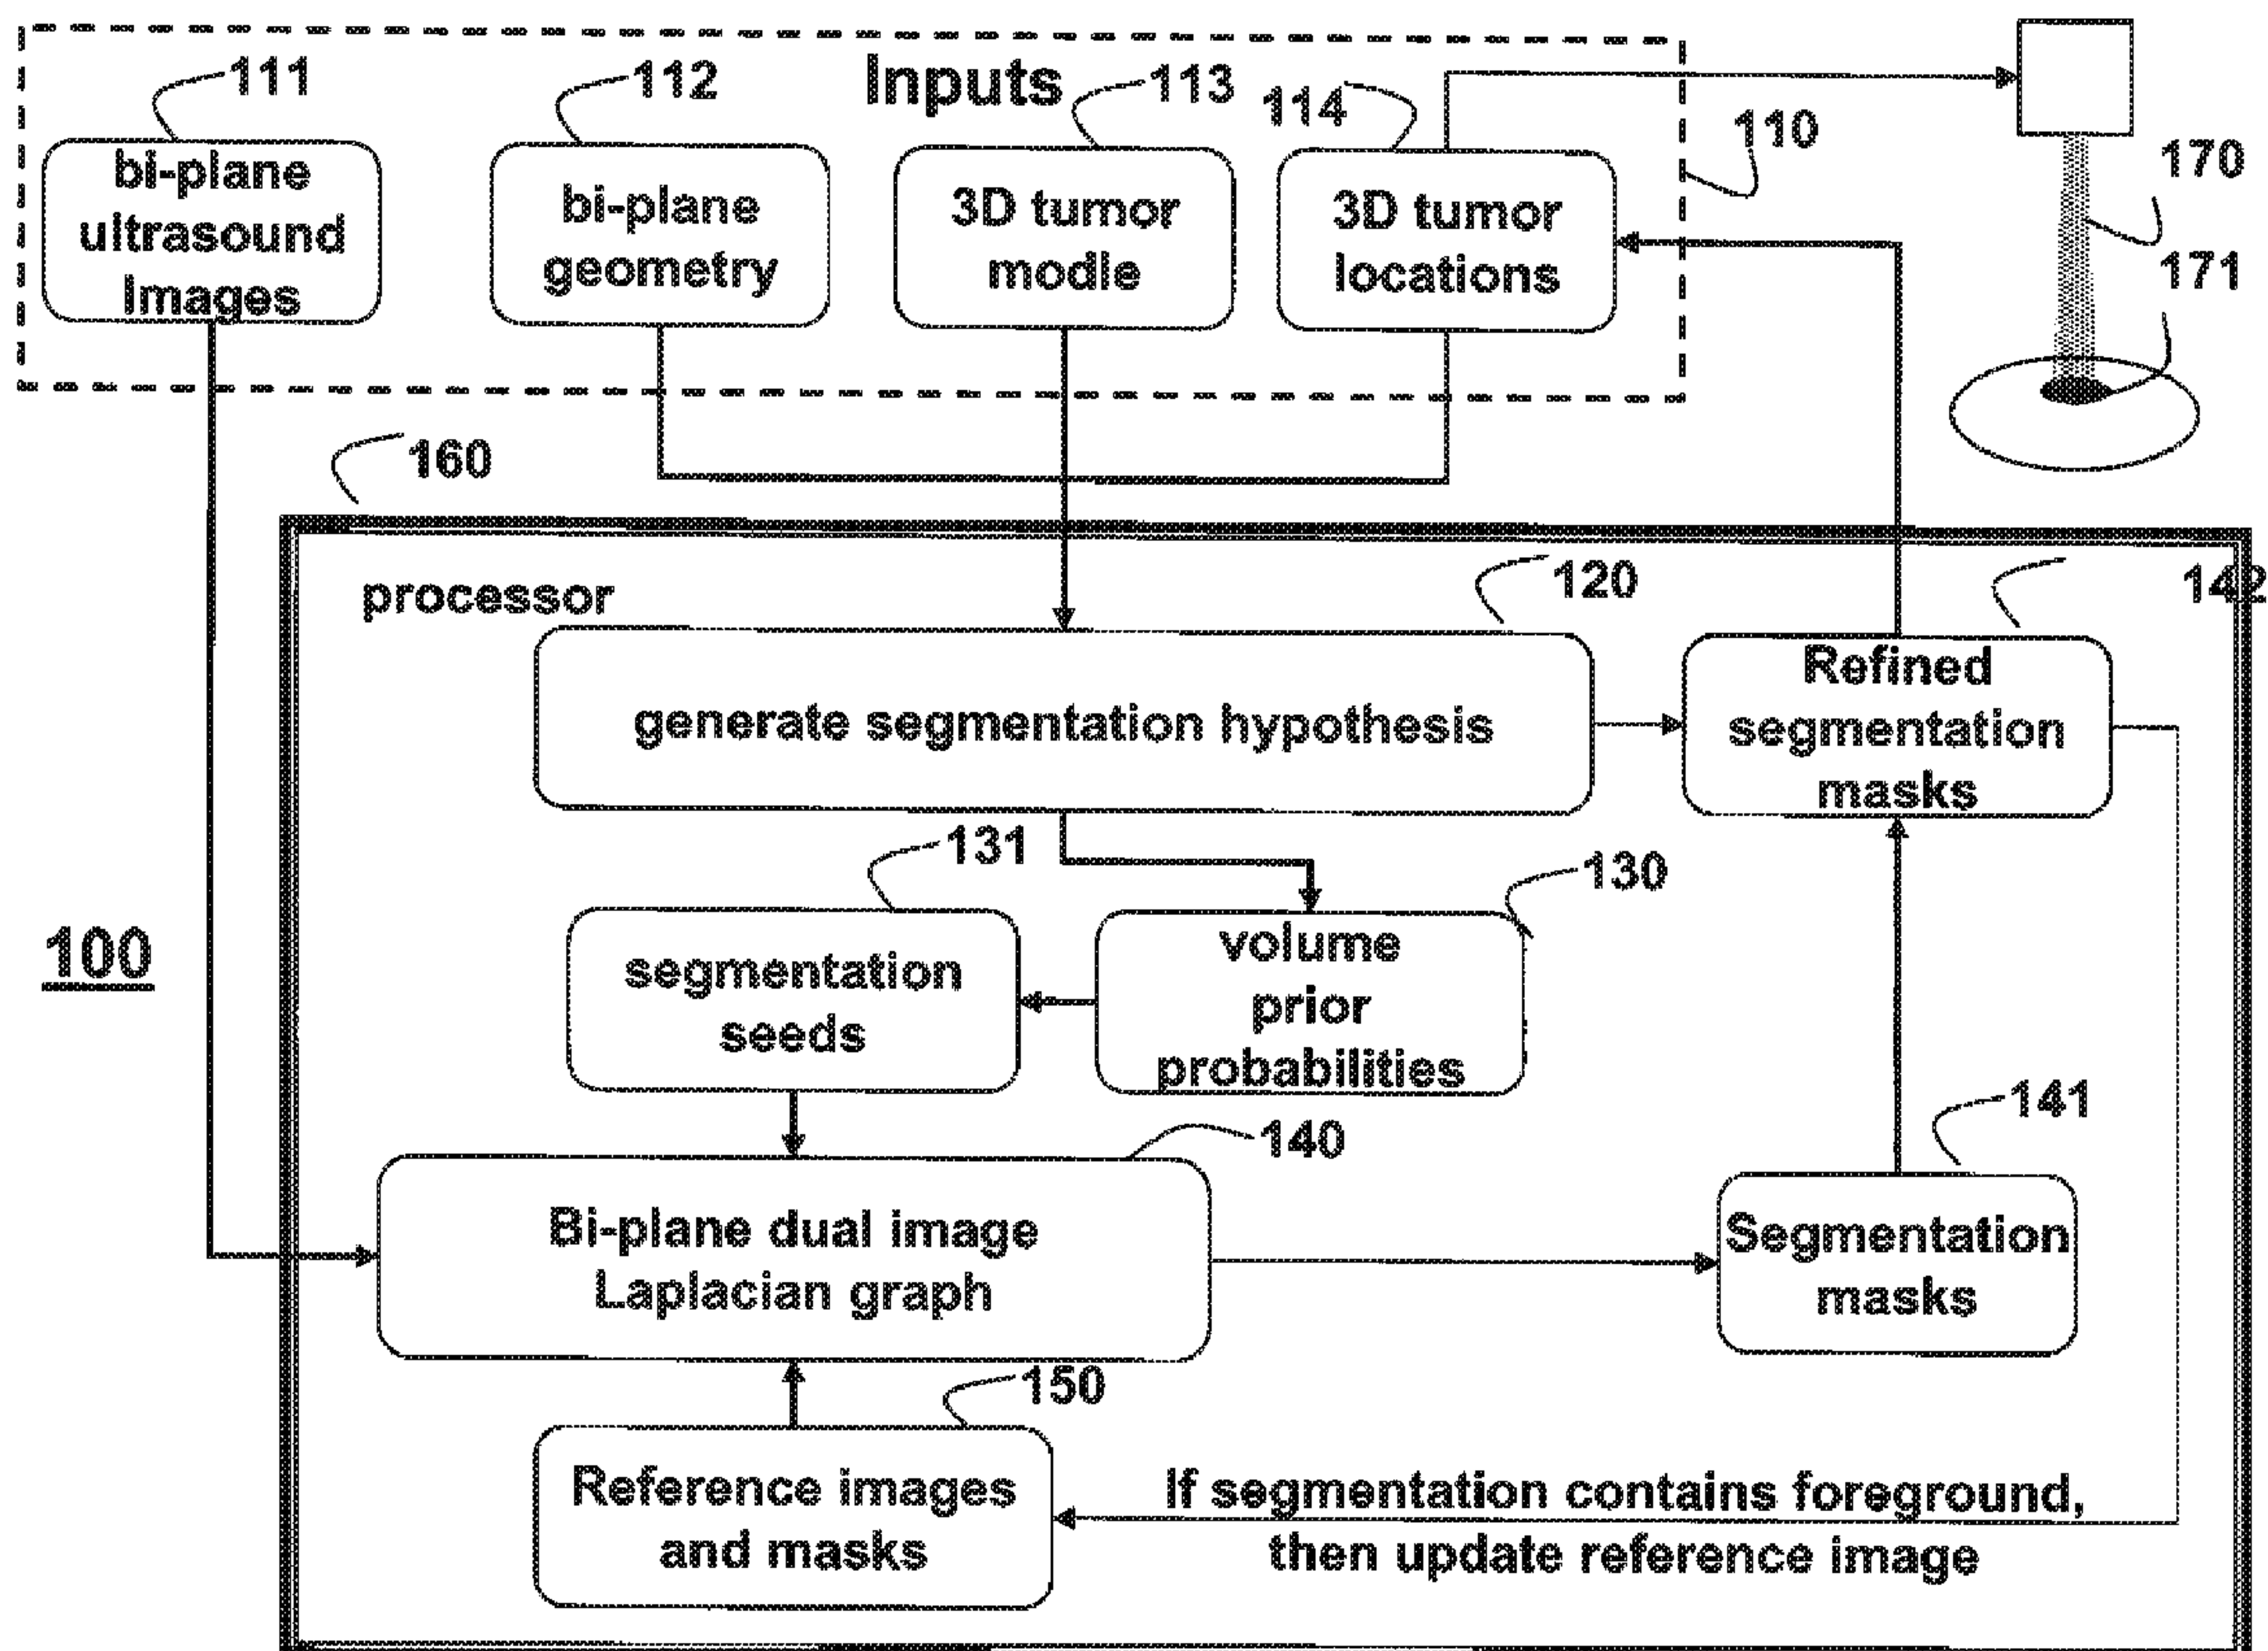 Inputs
111
112
113
114
110
bi-plane
ultrasound
Images
bi-plane
geometry
3D tumor
modle
3D tumor
locations
170
171
160
processor
120
142
generate segmentation hypothesis
Refined
segmentation
masks
131
130
100
segmentation
seeds
volume
prior
probabilities
140
141
Bi-plane dual image
Laplacian graph
Segmentation
masks
150
Reference images
and masks
If segmentation contains foreground,
then update reference image